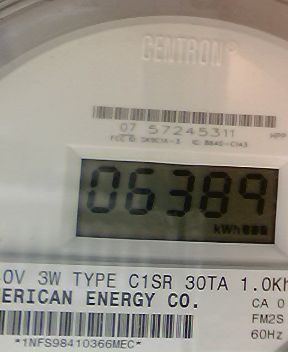 CENTRON®
07 57245311
06389
kWh
0V 3W TYPE C1SR 30TA 1.0Kh
ERICAN ENERGY CO.
CA 0
FM2S
60Hz
*1NFS98410366MEC*